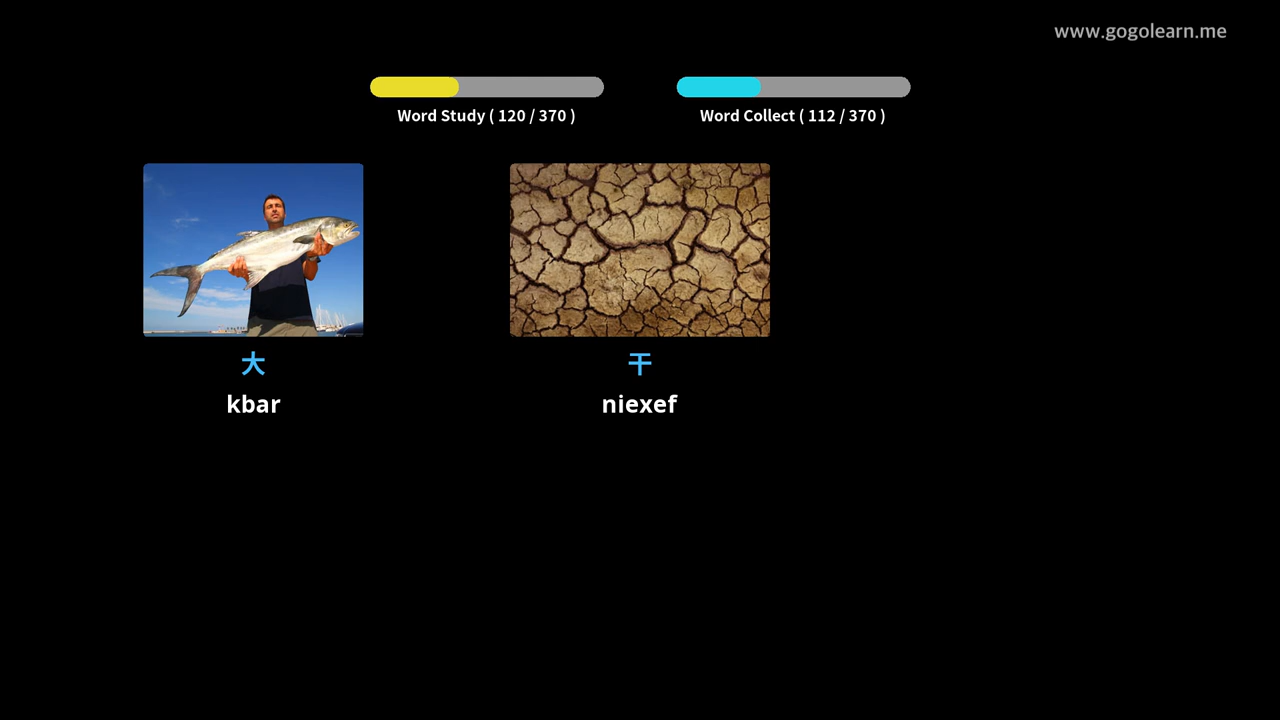 www.gogolearn.me
Word Study ( 120 / 370 )
Word Collect ( 112 / 370 )
大
kbar
干
niexef